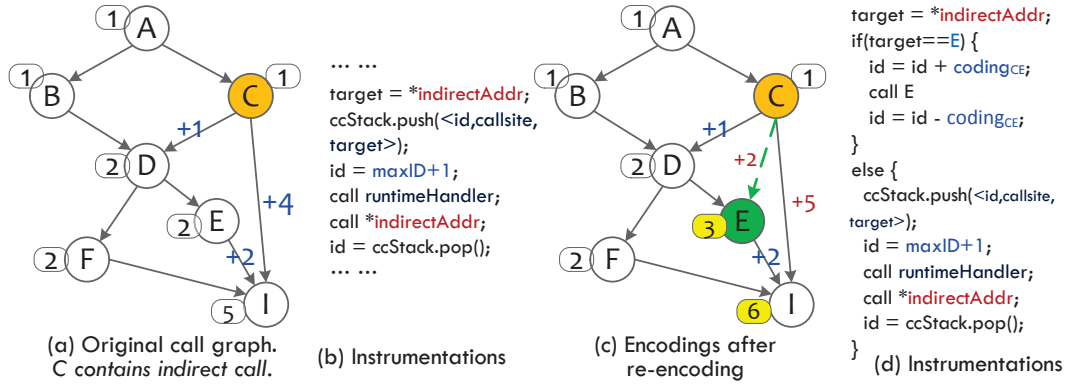 1
A
1
B
C
1
+1
2
D
+4
2
E
+2
2
F
5
I
(a) Original call graph.
C contains indirect call.
... ...
target = *indirectAddr;
ccStack.push(<id,callsite,
target>);
id = maxID+1;
call runtimeHandler;
call *indirectAddr;
id = ccStack.pop();
... ...
(b) Instrumentations
1
A
1
B
C
1
+1
2
D
+2
+5
3
E
+2
2
F
6
I
(c) Encodings after
re-encoding
target = *indirectAddr;
if(target==E) {
id = id + codingCE;
call E
id = id - codingCE;
}
else {
ccStack.push(<id,callsite,
target>);
id = maxID+1;
call runtimeHandler;
call *indirectAddr;
id = ccStack.pop();
}
(d) Instrumentations